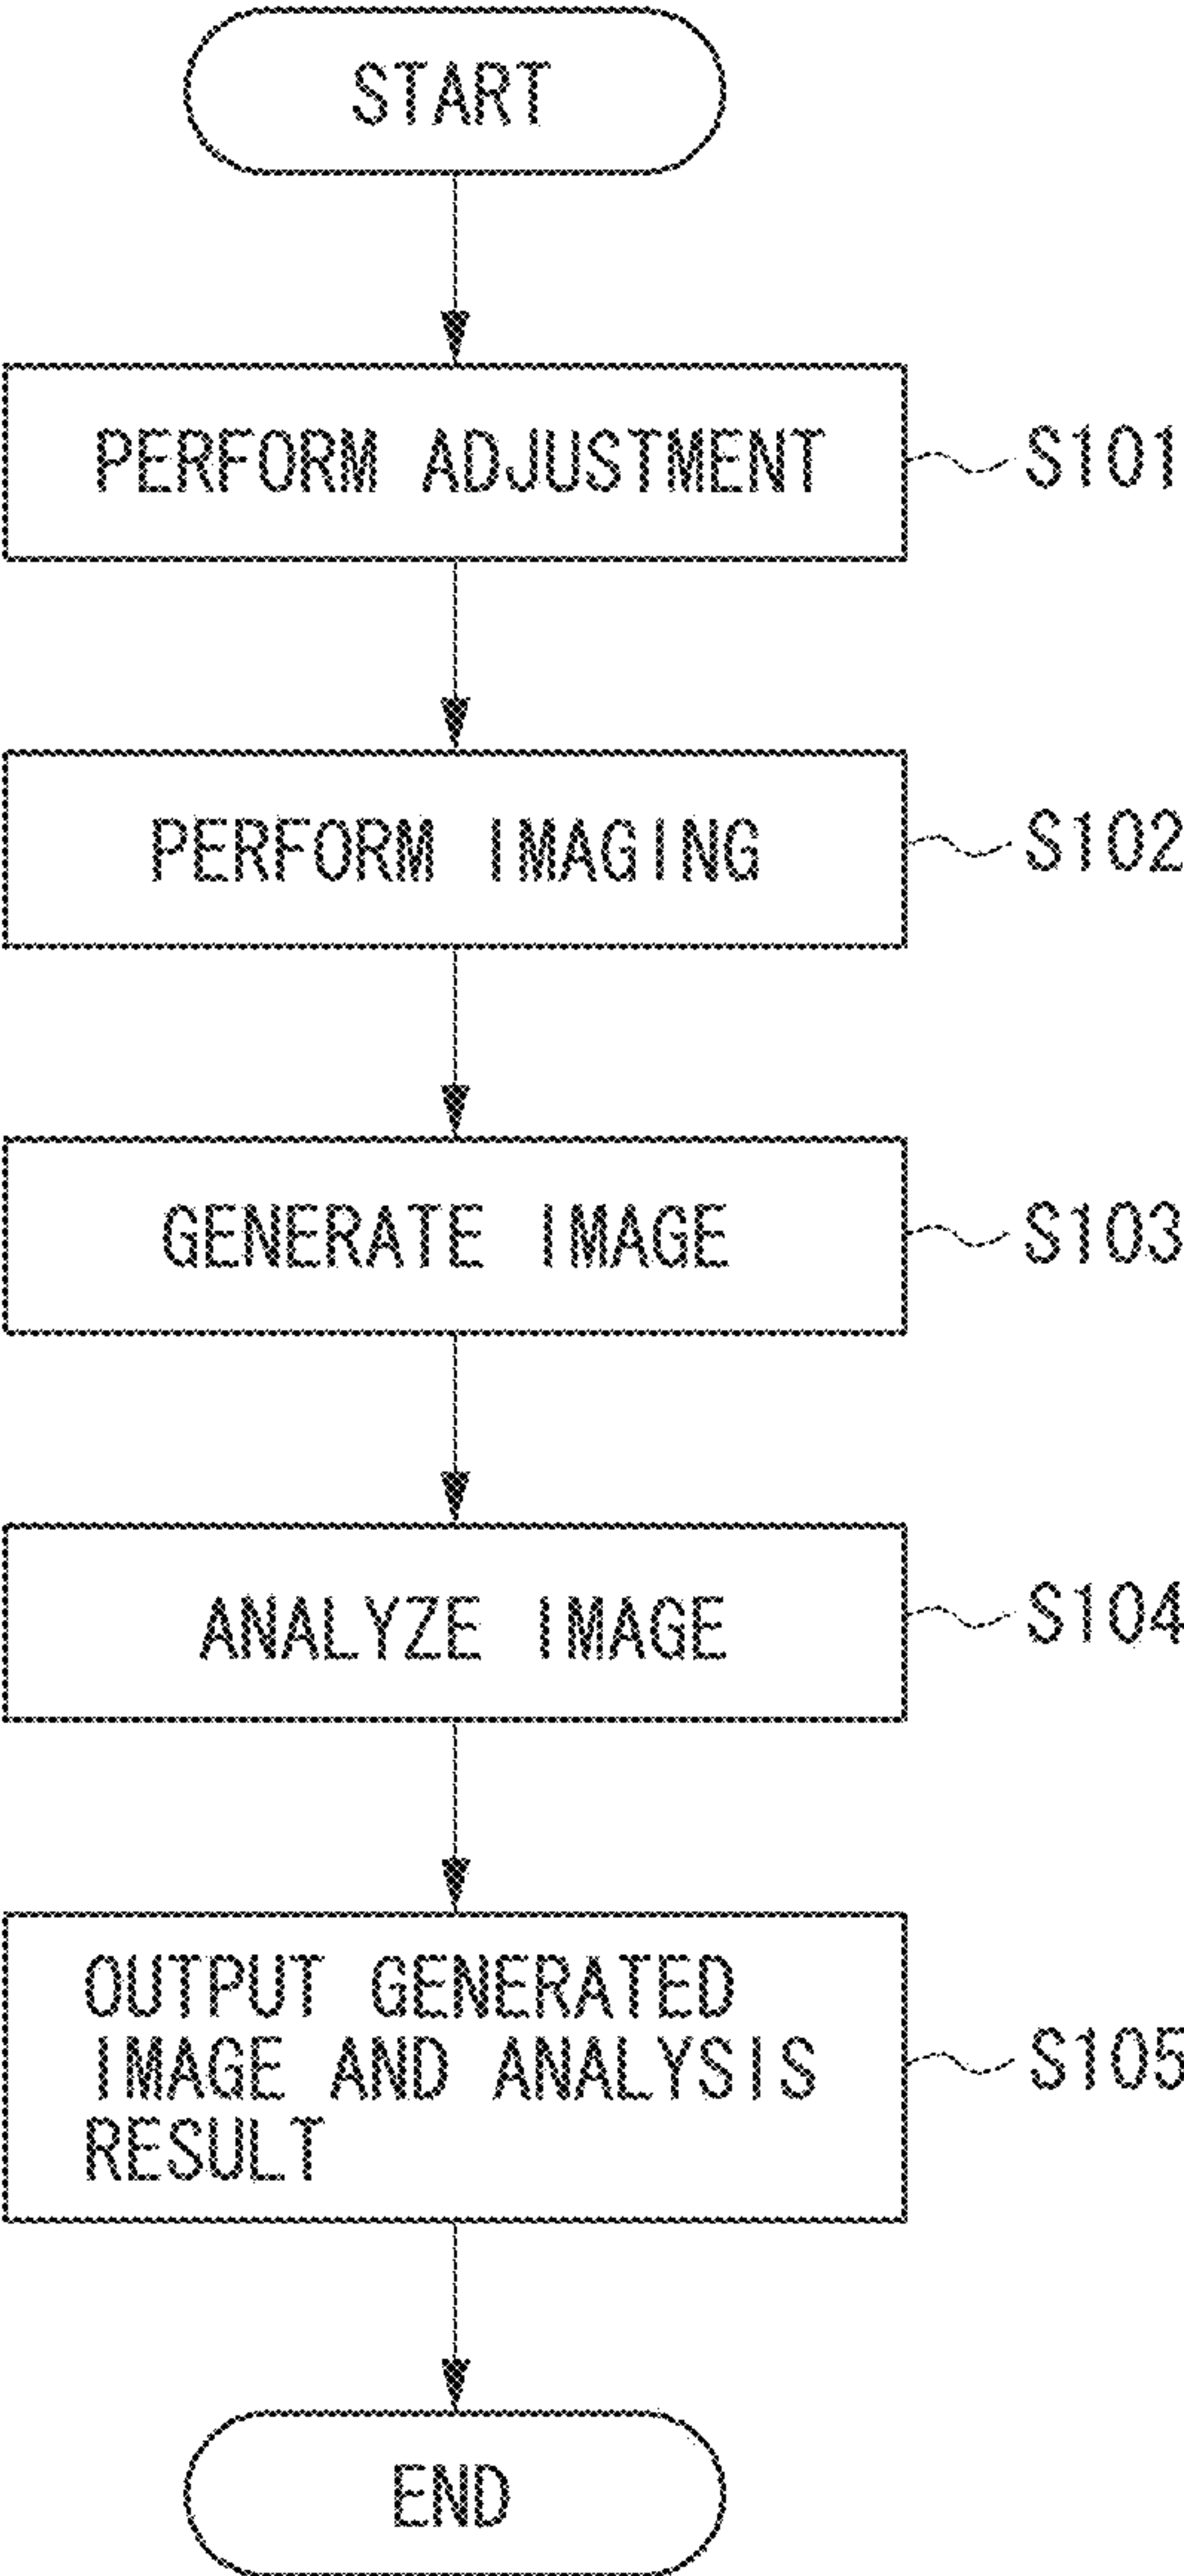 START
PERFORM ADJUSTMENT
S101
PERFORM IMAGING
S102
GENERATE IMAGE
S103
ANALYZE IMAGE
S104
OUTPUT GENERATED
IMAGE AND ANALYSIS
RESULT
S105
END